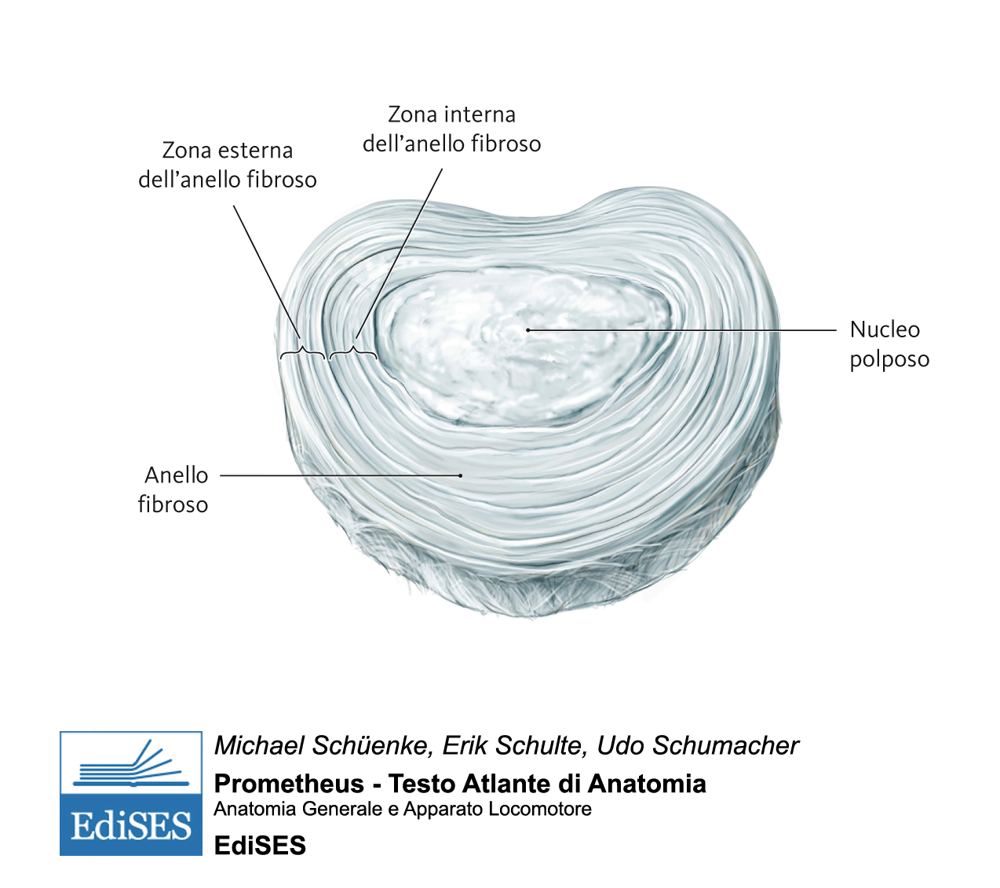 Zona interna
dell’anello fibroso
Zona esterna
dell’anello fibroso
Nucleo
polposo
Anello
fibroso
EdiSES
Michael Schüenke, Erik Schulte, Udo Schumacher
Prometheus - Testo Atlante di Anatomia
Anatomia Generale e Apparato Locomotore
EdiSES